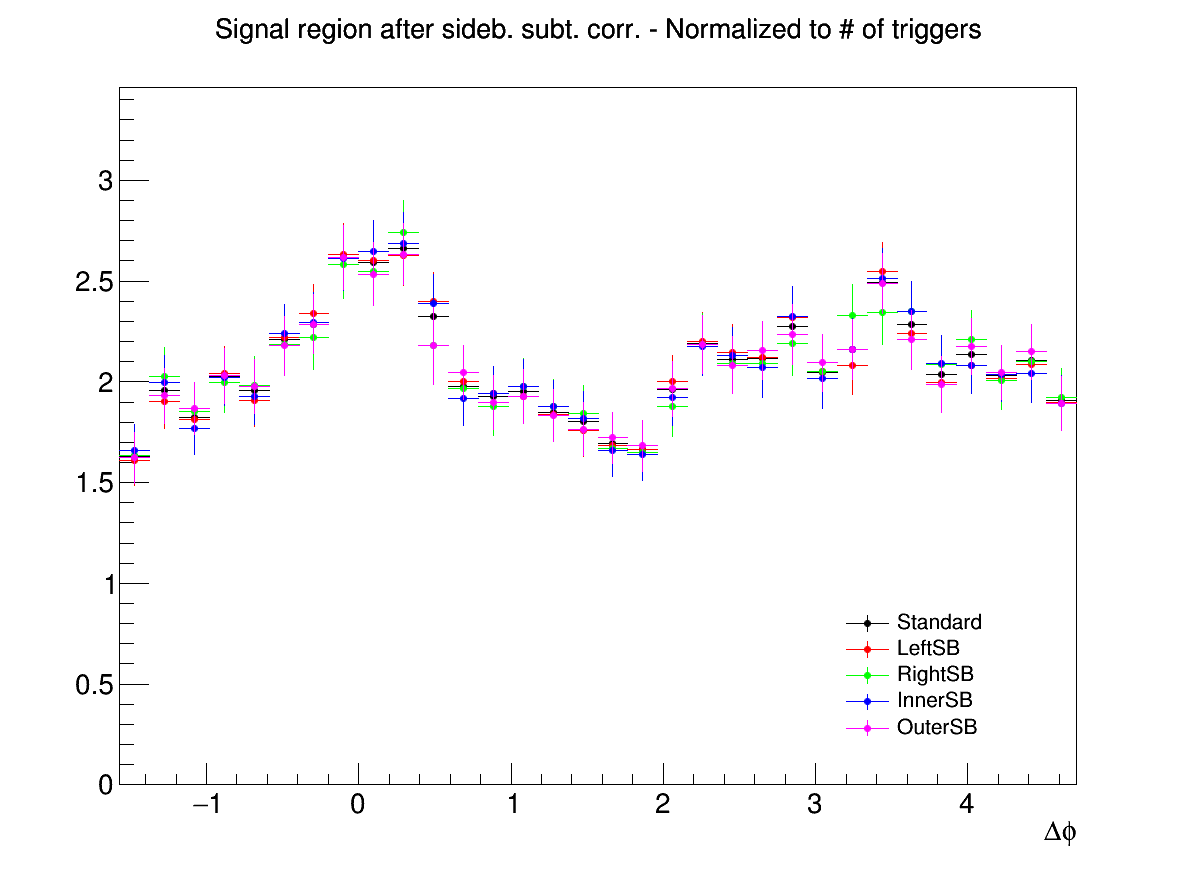 Signal region after sideb. subt. corr. - Normalized to # of triggers
3
2.5
2
1.5
1
0.5
0
Standard
LeftSB
RightSB
InnerSB
OuterSB
−1 0 1 2 3 4
Δϕ